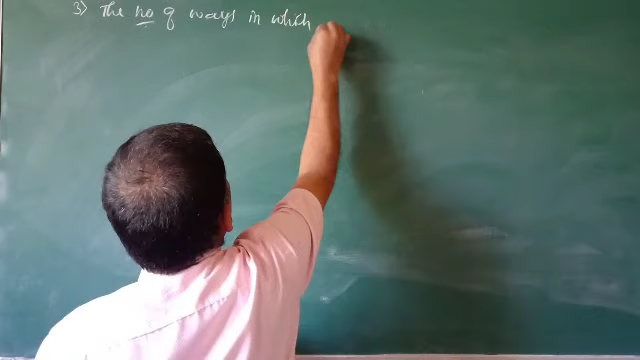 3) The no of ways in which